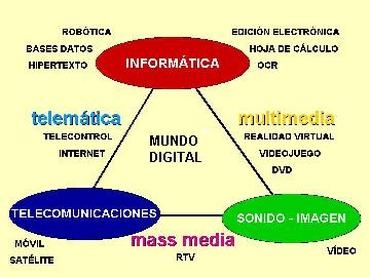 ROBÓTICA
EDICIÓN ELECTRÓNICA
BASES DATOS
HOJA DE CÁLCULO
HIPERTEXTO
INFORMÁTICA
OCR
telemática
multimedia
TELECONTROL
REALIDAD VIRTUAL
INTERNET
MUNDO
DIGITAL
VIDEOJUEGO
DVD
TELECOMUNICACIONES
SONIDO - IMAGEN
MÓVIL
mass media
SATÉLITE
RTV
VÍDEO